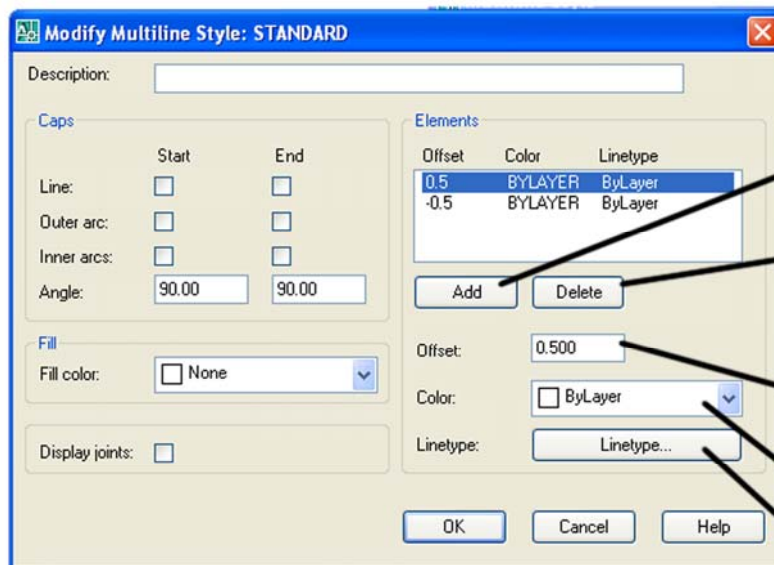 Modify Multiline Style: STANDARD
Description:
Caps
Start End
Line:
Outer arc:
Inner arcs:
Angle: 90.00 90.00
Fill
Fill color: None
Display joints:
Elements
Offset Color Linetype
0.5 BYLAYER ByLayer
-0.5 BYLAYER ByLayer
Add Delete
Offset: 0.500
Color: ByLayer
Linetype: Linetype...
OK Cancel Help